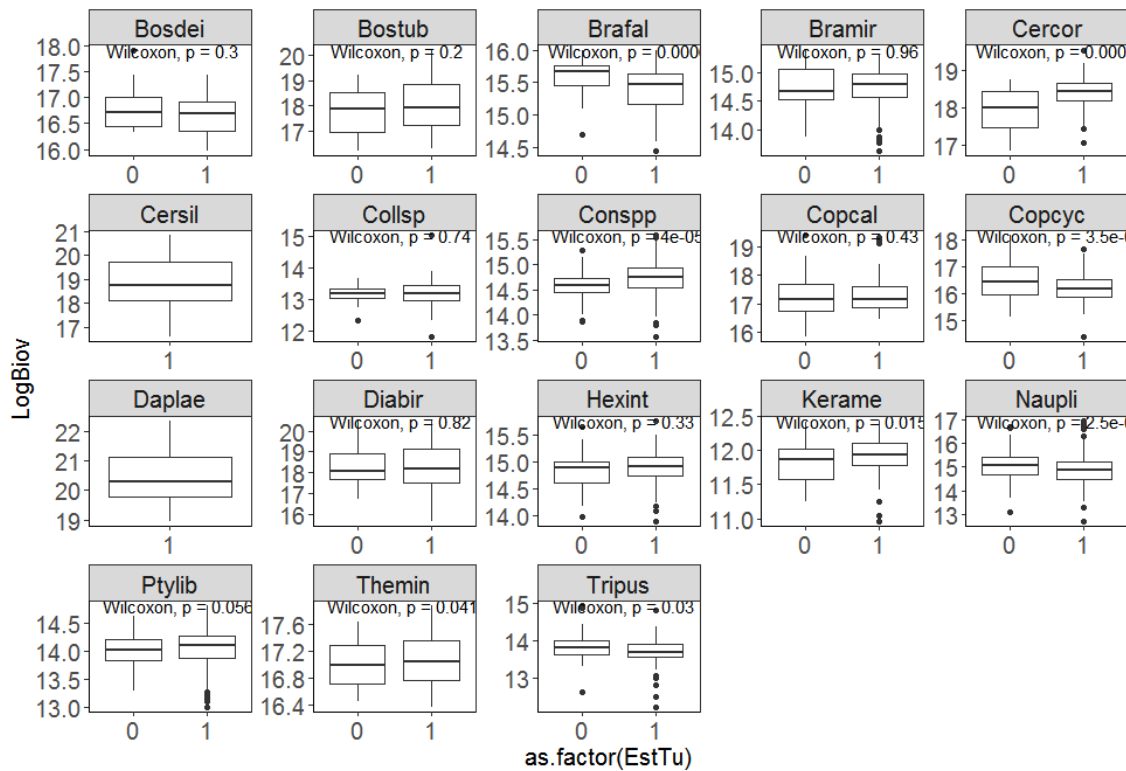 LogBiov
Bosdei
Wilcoxon, p = 0.3
18.0
17.5
17.0
16.5
16.0
0 1
Bostub
Wilcoxon, p = 0.2
20
19
18
17
0 1
Brafal
Wilcoxon, p = 0.000
16.0
15.5
15.0
14.5
0 1
Bramir
Wilcoxon, p = 0.96
15.0
14.5
14.0
0 1
Cercor
Wilcoxon, p = 0.000
19
18
17
0 1
Cersil
21
20
19
18
17
1
Collsp
Wilcoxon, p = 0.74
15
14
13
12
0 1
Conspp
Wilcoxon, p = 4e-05
15.5
15.0
14.5
14.0
13.5
0 1
Copcal
Wilcoxon, p = 0.43
19
18
17
16
0 1
Copcyc
Wilcoxon, p = 3.5e-
18
17
16
15
0 1
Daplae
22
21
20
19
1
Diabir
Wilcoxon, p = 0.82
20
19
18
17
16
0 1
Hexint
Wilcoxon, p = 0.33
15.5
15.0
14.5
14.0
0 1
Kerame
Wilcoxon, p = 0.015
12.5
12.0
11.5
11.0
0 1
Naupli
Wilcoxon, p = 2.5e-
17
16
15
14
13
0 1
Ptylib
Wilcoxon, p = 0.056
14.5
14.0
13.5
13.0
0 1
Themin
Wilcoxon, p = 0.041
17.6
17.2
16.8
16.4
0 1
Tripus
Wilcoxon, p = 0.03
15
14
13
0 1
as.factor(EstTu)